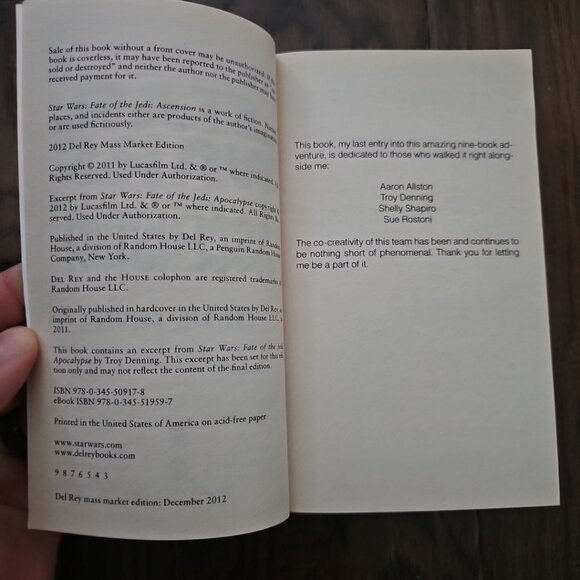 Sale of this book without a front cover may be unauthorized. If this
book is coverless, it may have been reported to the publisher as
sold or destroyed" and neither the author nor the publisher may have
received payment for it.
Star Wars: Fate of the Jedi: Ascension is a work of fiction. Names,
places, and incidents either are products of the author's imagination
or are used fictitiously.
2012 Del Rey Mass Market Edition
Copyright © 2011 by Lucasfilm Ltd. & ® or ™ where indicated.
Rights Reserved. Used Under Authorization.
Excerpt from Star Wars: Fate of the Jedi: Apocalypse copyright ©
2012 by Lucasfilm Ltd. & ® or ™ where indicated. All Rights Re-
served. Used Under Authorization.
Published in the United States by Del Rey, an imprint of Random
House, a division of Random House LLC, a Penguin Random House
Company, New York.
DEL REY and the HOUSE colophon are registered trademarks
Random House LLC.
Originally published in hardcover in the United States by Del Rey,
imprint of Random House, a division of Random House LLC,
2011.
This book contains an excerpt from Star Wars: Fate of the Jedi:
Apocalypse by Troy Denning. This excerpt has been set for this edi-
tion only and may not reflect the content of the final edition.
ISBN 978-0-345-50917-8
eBook ISBN 978-0-345-51959-7
Printed in the United States of America on acid-free paper
www.starwars.com
www.delreybooks.com
9 8 7 6 5 4 3
Del Rey mass market edition: December 2012
This book, my last entry into this amazing nine-book ad-
venture, is dedicated to those who walked it right along-
side me:
Aaron Allston
Troy Denning
Shelly Shapiro
Sue Rostoni
The co-creativity of this team has been and continues to
be nothing short of phenomenal. Thank you for letting
me be a part of it.